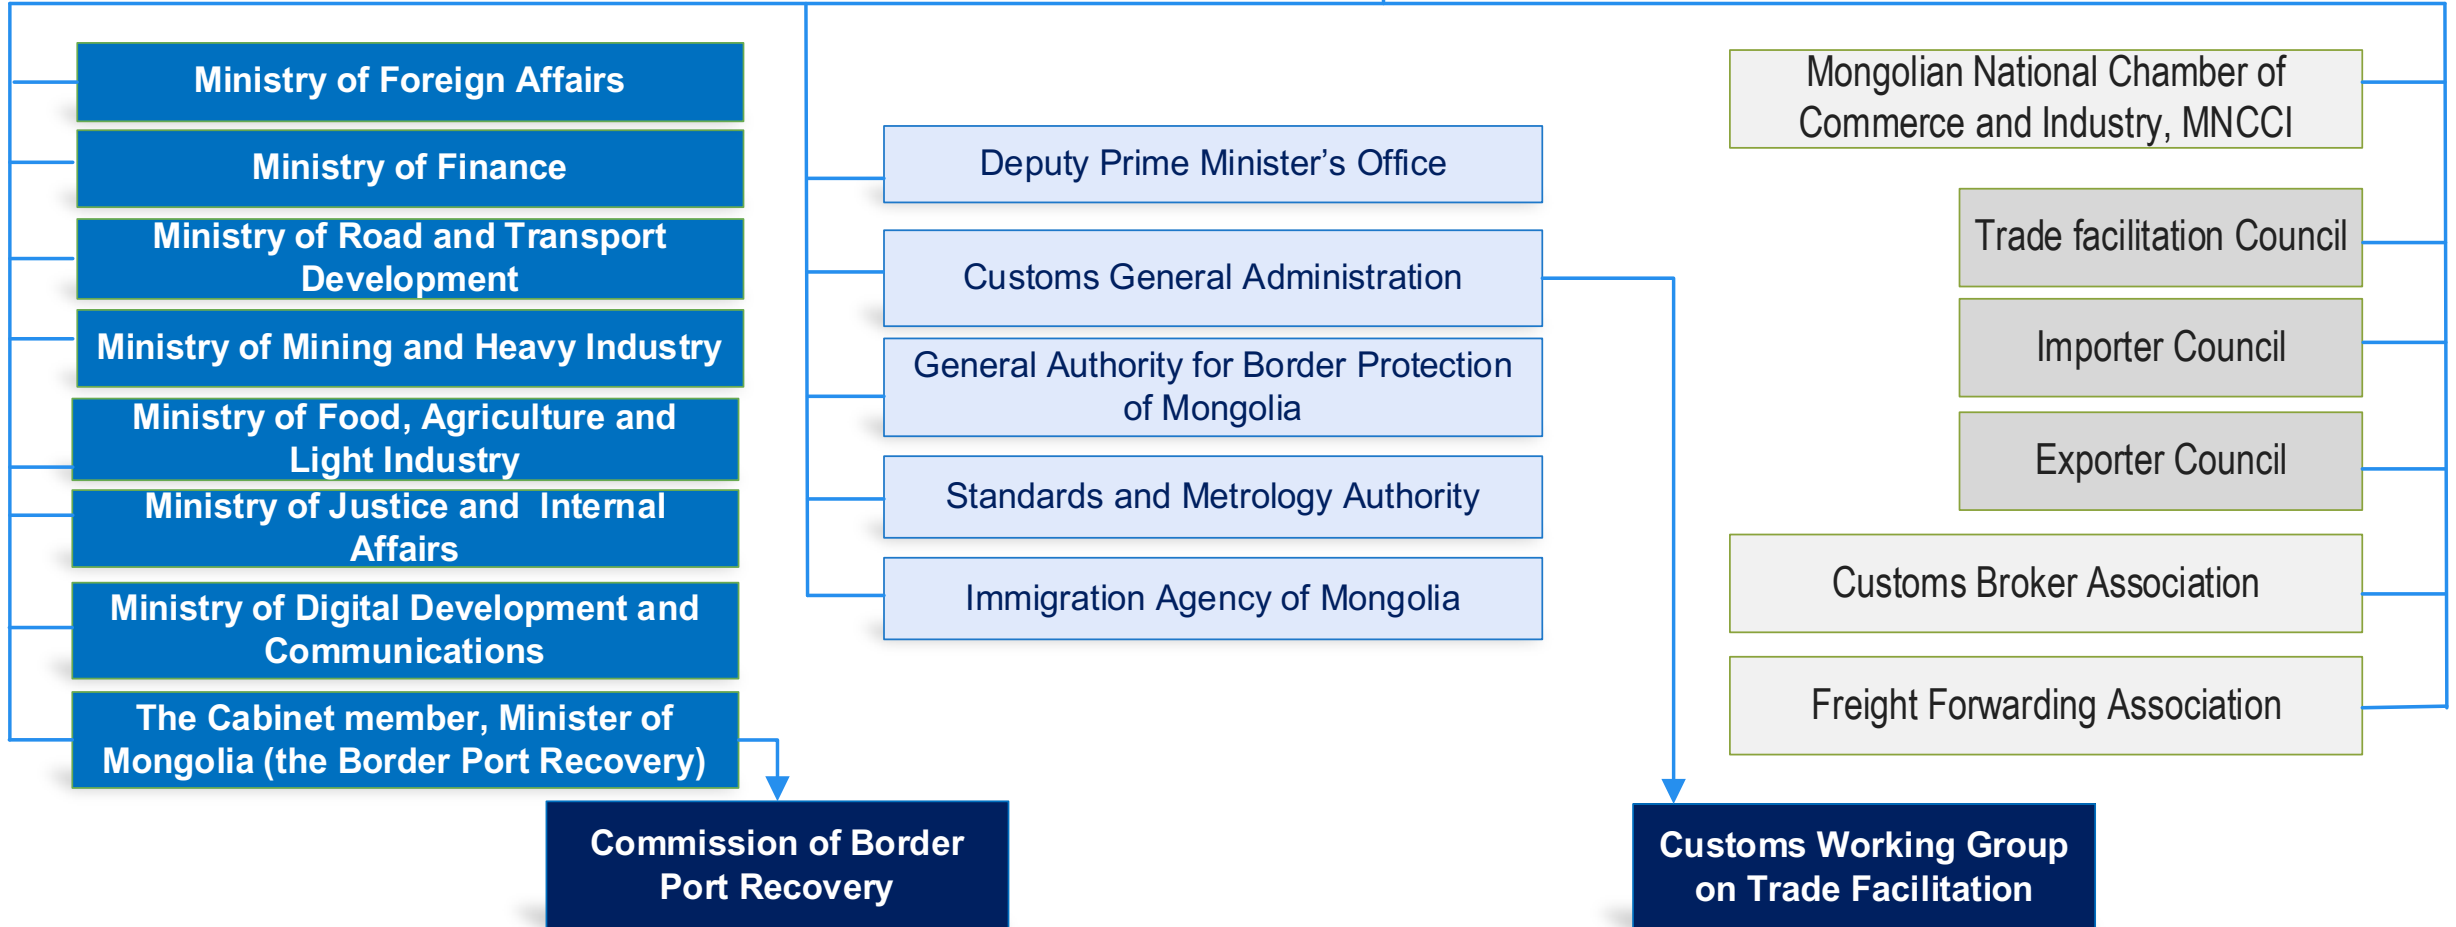 Ministry of Foreign Affairs
Ministry of Finance
Ministry of Road and Transport
Development
Ministry of Mining and Heavy Industry
Ministry of Food, Agriculture and
Light Industry
Ministry of Justice and  Internal
Affairs
Ministry of Digital Development and
Communications
The Cabinet member, Minister of
Mongolia (the Border Port Recovery)
Commission of Border
Port Recovery
Deputy Prime Minister’s Office
Customs General Administration
General Authority for Border Protection
of Mongolia
Standards and Metrology Authority
Immigration Agency of Mongolia
Mongolian National Chamber of
Commerce and Industry, MNCCI
Trade facilitation Council
Importer Council
Exporter Council
Customs Broker Association
Freight Forwarding Association
Customs Working Group
on Trade Facilitation